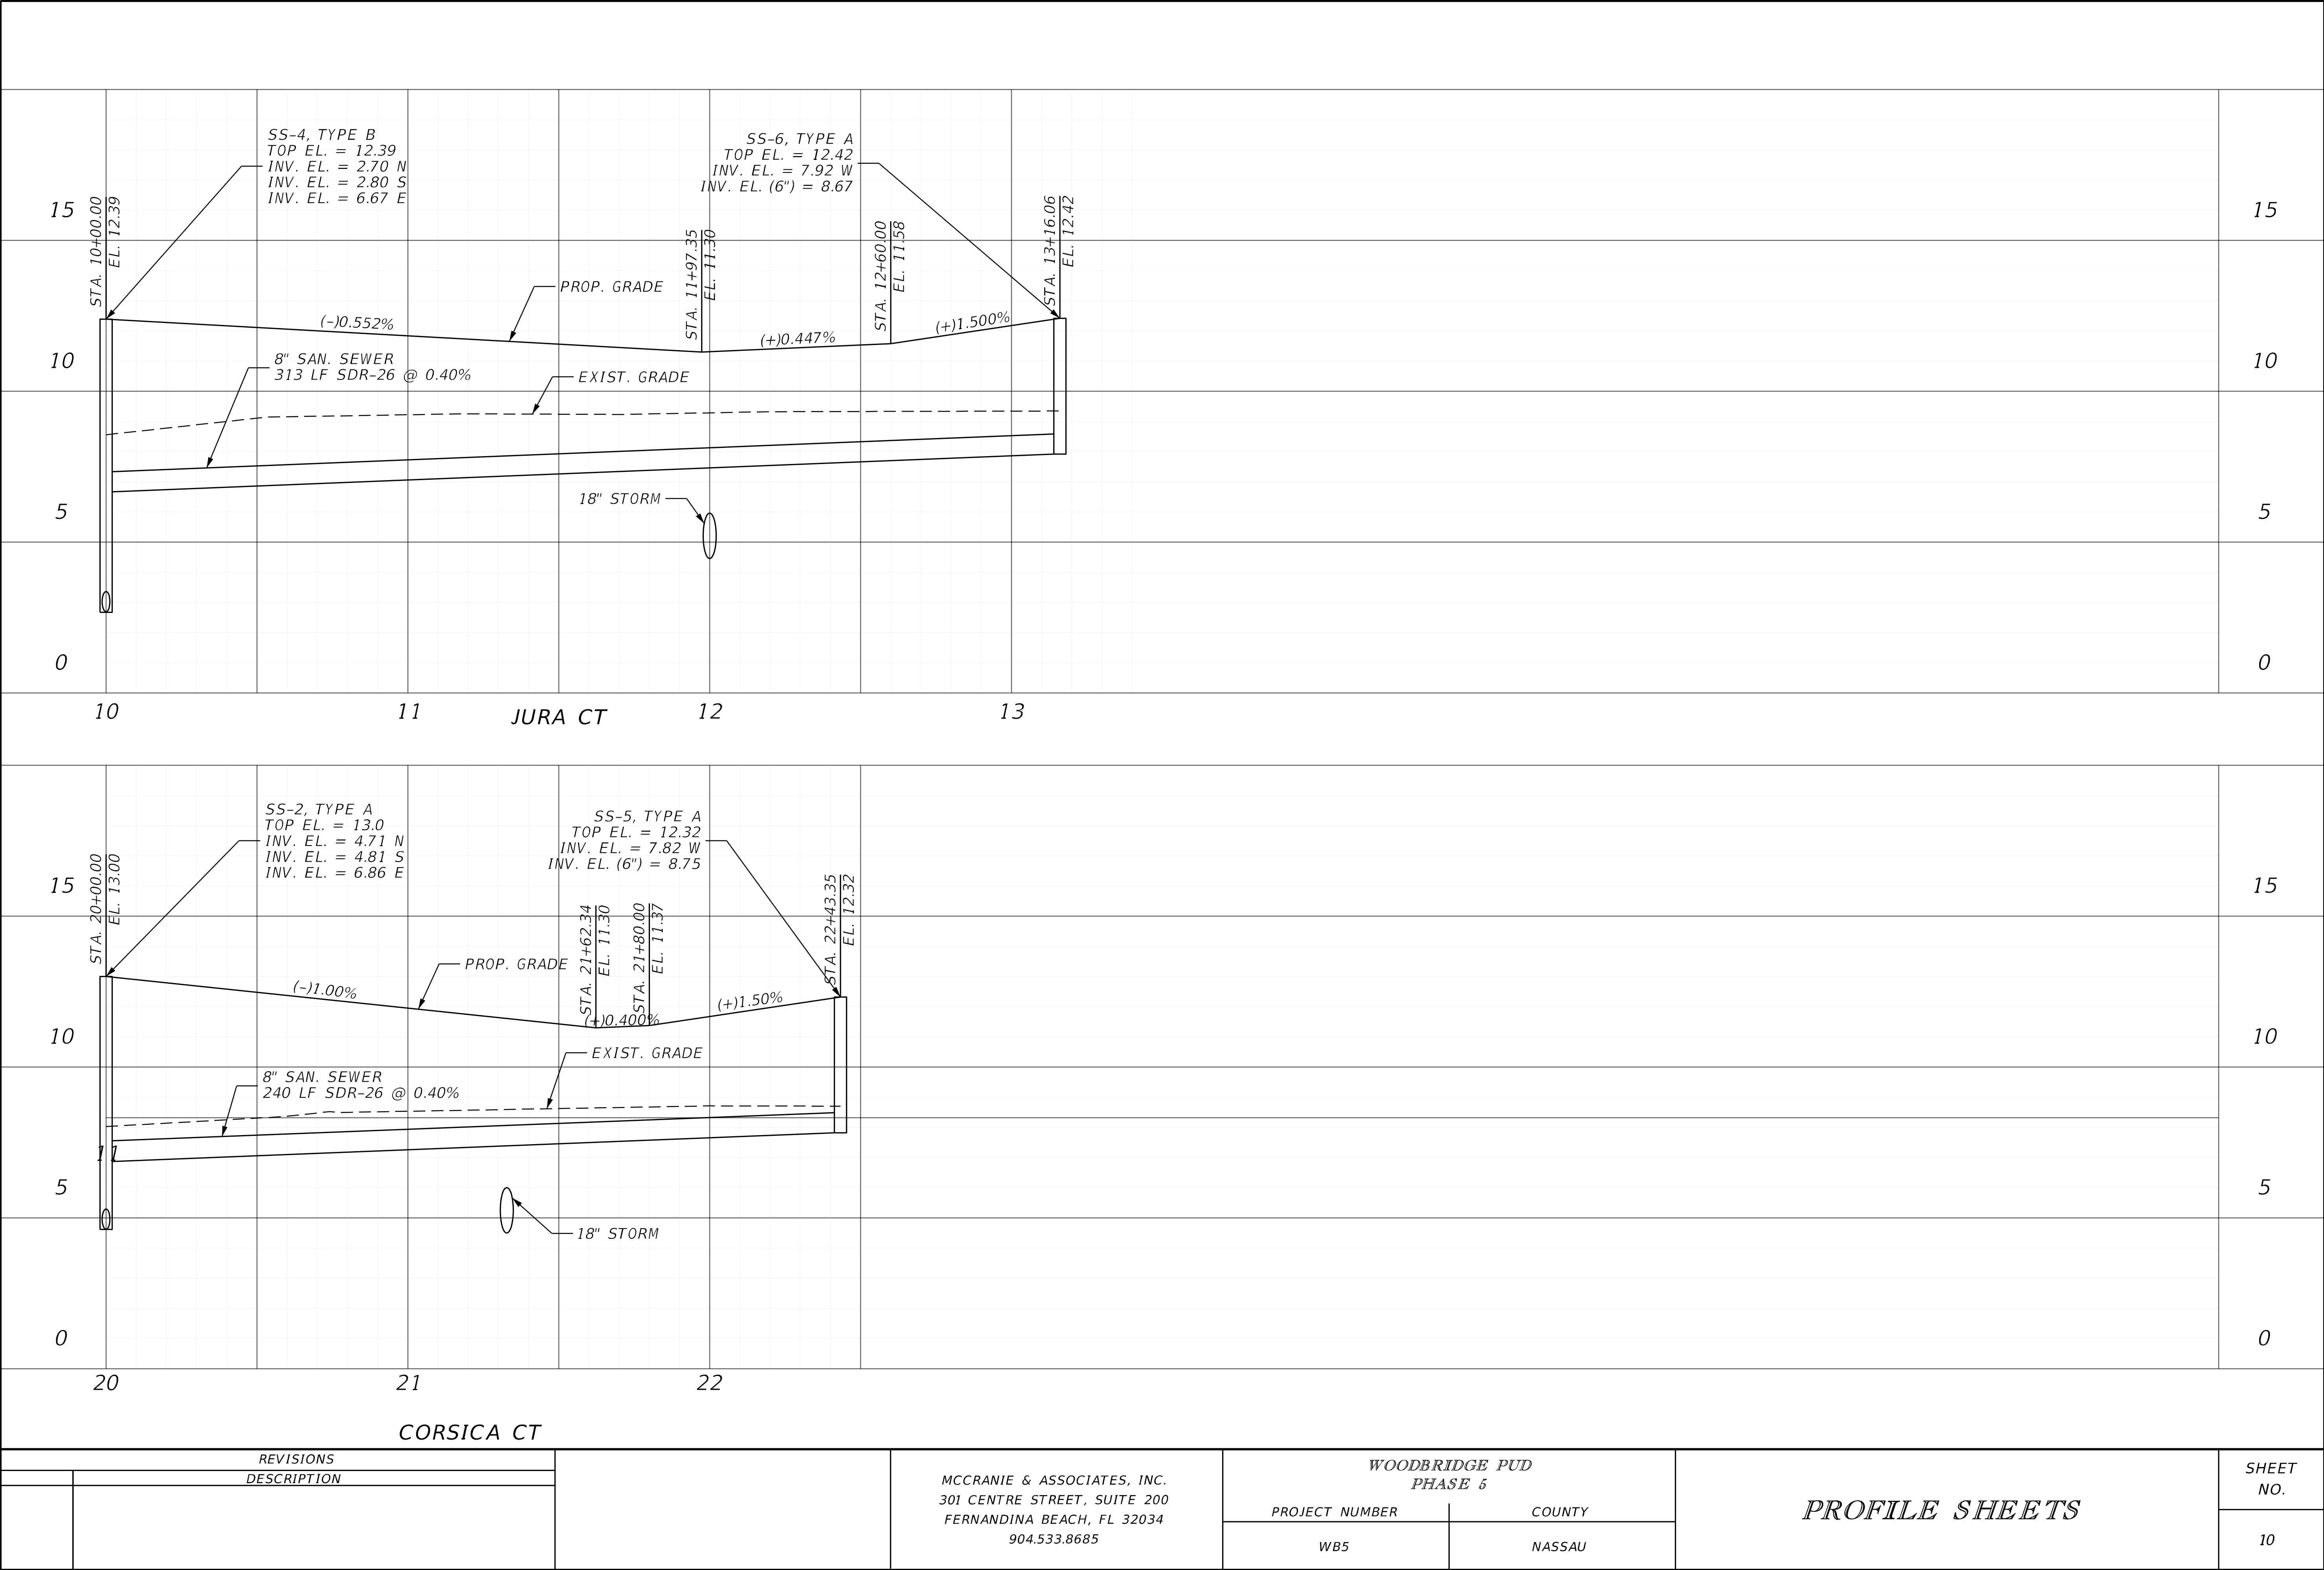 SS-4, TYPE B
TOP EL. = 12.39
INV. EL. = 2.70 N
INV. EL. = 2.80 S
INV. EL. = 6.67 E
SS-6, TYPE A
TOP EL. = 12.42
INV. EL. = 7.92 W
INV. EL. (6") = 8.67
STA. 10+00.00
EL. 12.39
STA. 11+97.35
EL. 11.30
STA. 12+60.00
EL. 11.58
STA. 13+16.06
EL. 12.42
15
15
PROP. GRADE
(-)0.552%
(+)0.447%
(+)1.500%
10
10
8" SAN. SEWER
313 LF SDR-26 @ 0.40%
EXIST. GRADE
18" STORM
5
5
0
0
10
11
12
13
JURA CT
SS-2, TYPE A
TOP EL. = 13.0
INV. EL. = 4.71 N
INV. EL. = 4.81 S
INV. EL. = 6.86 E
SS-5, TYPE A
TOP EL. = 12.32
INV. EL. = 7.82 W
INV. EL. (6") = 8.75
STA. 20+00.00
EL. 13.00
STA. 21+62.34
EL. 11.30
STA. 21+80.00
EL. 11.37
STA. 22+43.35
EL. 12.32
15
15
PROP. GRADE
(-)1.00%
(+)0.400%
(+)1.50%
10
10
EXIST. GRADE
8" SAN. SEWER
240 LF SDR-26 @ 0.40%
11
5
5
18" STORM
0
0
20
21
22
CORSICA CT
REVISIONS
DESCRIPTION
MCCRANIE & ASSOCIATES, INC.
301 CENTRE STREET, SUITE 200
FERNANDINA BEACH, FL 32034
904.533.8685
WOODBRIDGE PUD
PHASE 5
PROJECT NUMBER
COUNTY
WB5
NASSAU
PROFILE SHEETS
SHEET
NO.
10